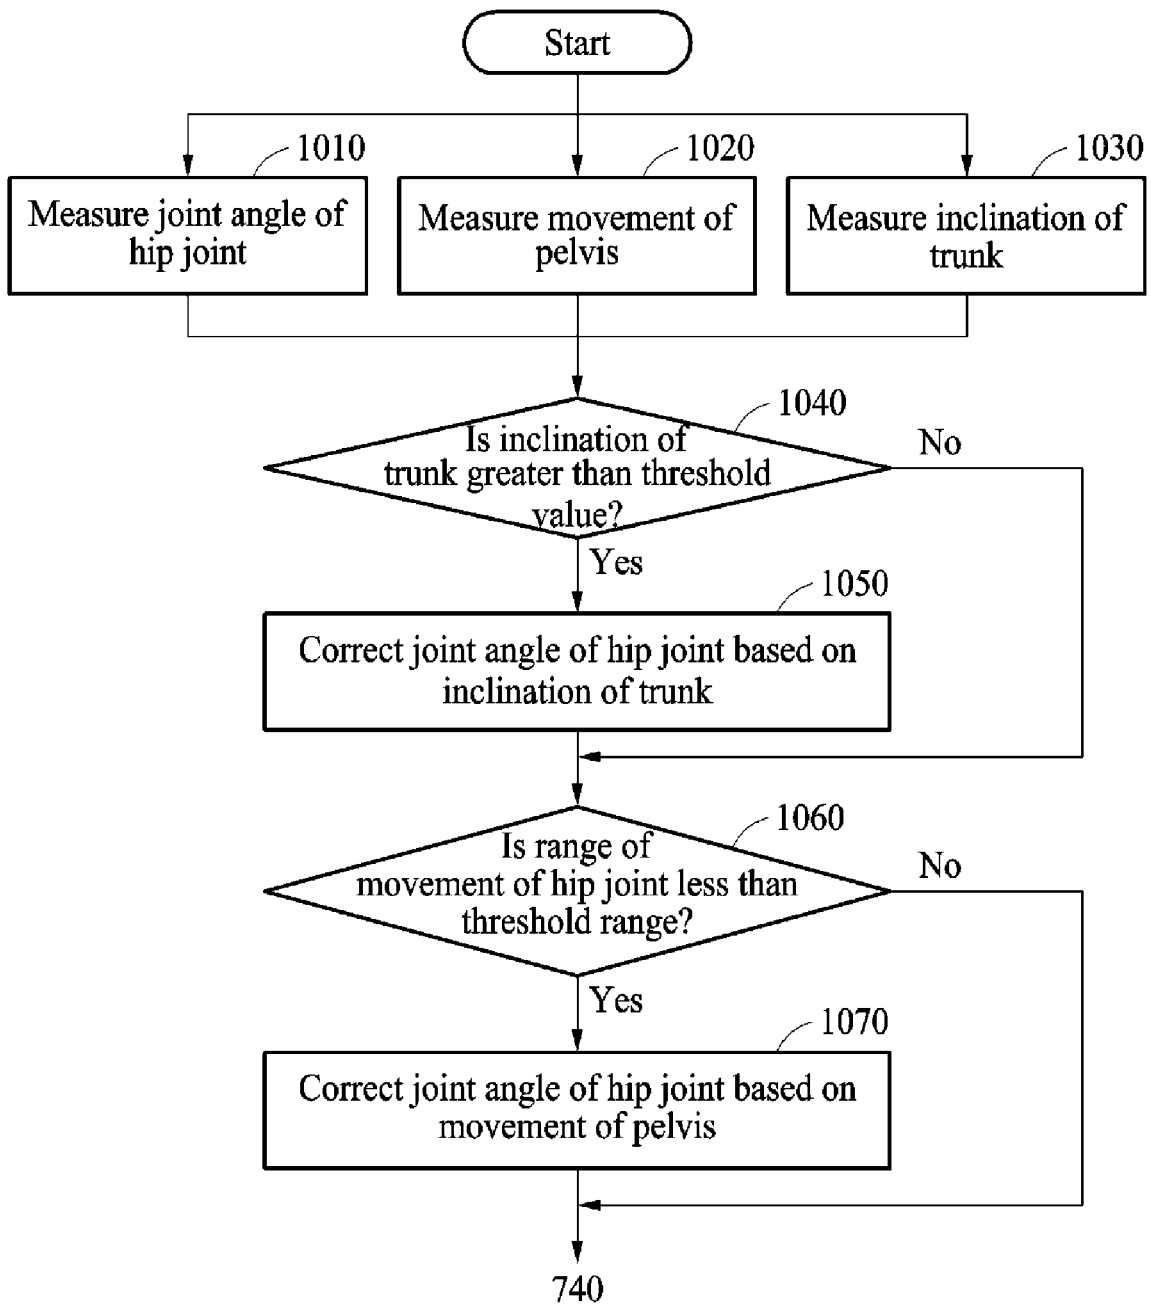 Start
1010
Measure joint angle of
hip joint
1020
Measure movement of
pelvis
1030
Measure inclination of
trunk
1040
Is inclination of
trunk greater than threshold
value?
No
Yes
1050
Correct joint angle of hip joint based on
inclination of trunk
1060
Is range of
movement of hip joint less than
threshold range?
No
Yes
1070
Correct joint angle of hip joint based on
movement of pelvis
740